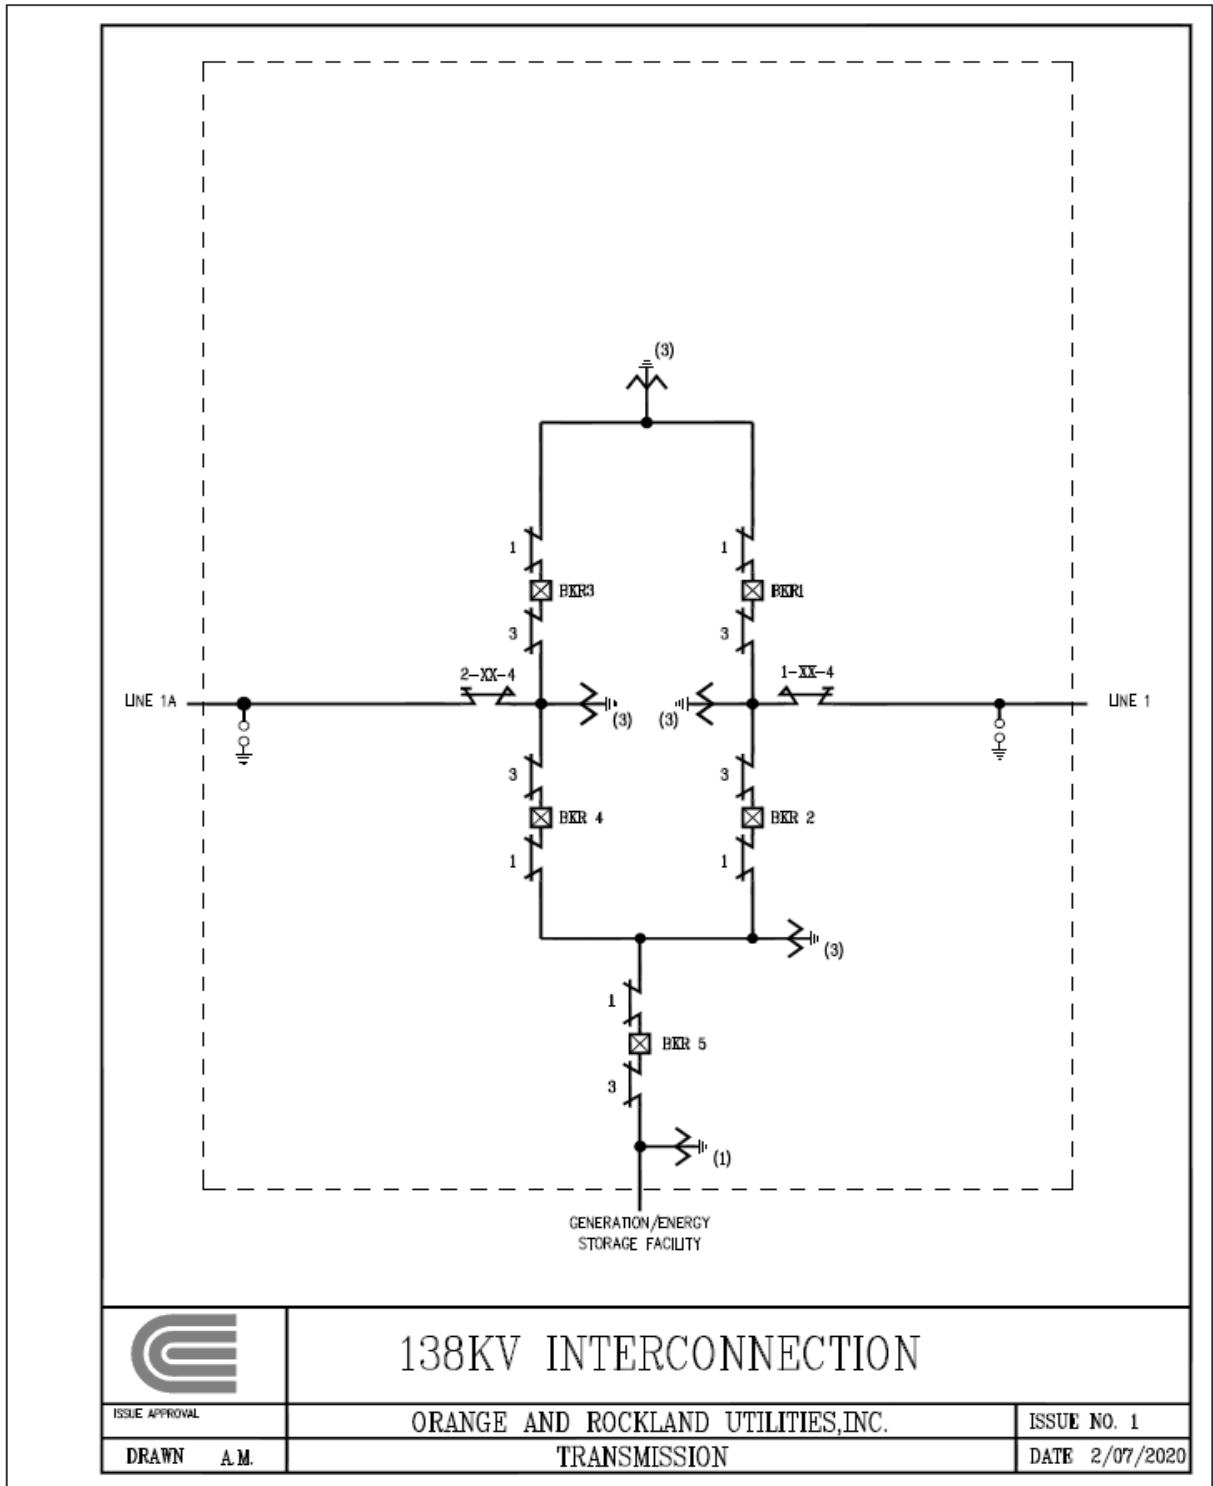 (3)
1
BKR3
1
BKR1
3
3
2-XX-4
1-XX-4
LINE 1A
LINE 1
(3)
(3)
3
3
BKR 4
BKR 2
1
1
(3)
1
BKR 5
3
(1)
GENERATION/ENERGY
STORAGE FACILITY
138KV INTERCONNECTION
ISSUE APPROVAL
ORANGE AND ROCKLAND UTILITIES,INC.
ISSUE NO. 1
DRAWN A.M.
TRANSMISSION
DATE 2/07/2020